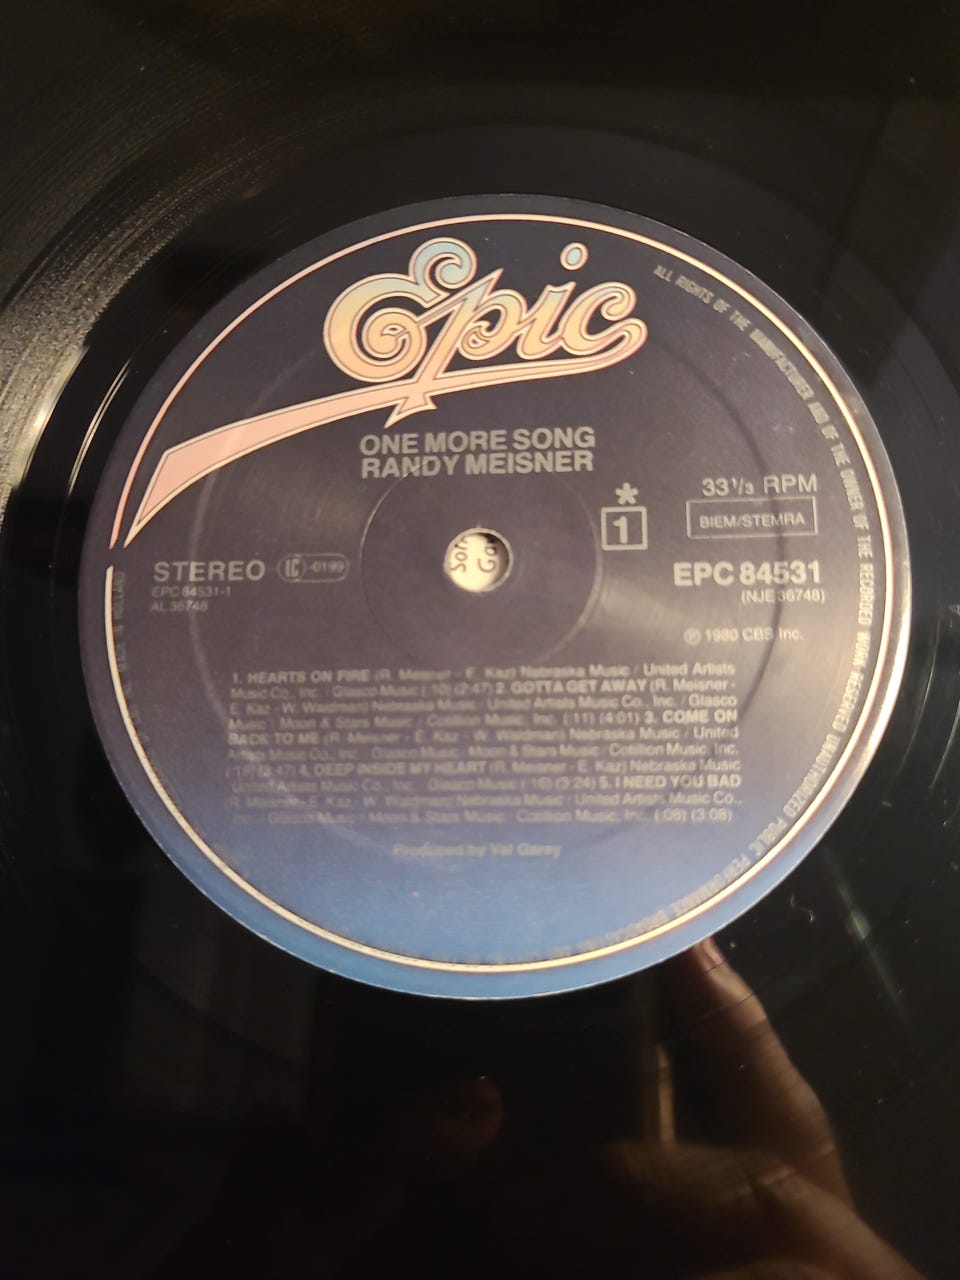 Epic
ONE MORE SONG
RANDY MEISNER
*
1
33 1/3 RPM
BIEM/STEMRA
STEREO LC -0199
EPC 84531-1
AL 36748
EPC 84531
(NJE 36748)
℗ 1980 CBS Inc.
1. HEARTS ON FIRE (R. Meisner - E. Kaz) Nebraska Music / United Artists
Music Co., Inc. / Glasco Music (:10) (2:47) 2. GOTTA GET AWAY (R. Meisner -
E. Kaz - W. Waldman) Nebraska Music / United Artists Music Co., Inc. / Glasco
Music / Moon & Stars Music / Cotillion Music, Inc. (:11) (4:01) 3. COME ON
BACK TO ME (R. Meisner - E. Kaz - W. Waldman) Nebraska Music / United
Artists Music Co., Inc. / Glasco Music / Moon & Stars Music / Cotillion Music, Inc.
(3:47) 4. DEEP INSIDE MY HEART (R. Meisner - E. Kaz) Nebraska Music
United Artists Music Co., Inc. / Glasco Music (:16) (3:24) 5. I NEED YOU BAD
(R. Meisner - E. Kaz - W. Waldman) Nebraska Music / United Artists Music Co.,
Inc. / Glasco Music / Moon & Stars Music / Cotillion Music, Inc. (:08) (3:08)
Produced by Val Garay
ALL RIGHTS OF THE MANUFACTURER AND OF THE OWNER OF THE RECORDED WORK RESERVED UNAUTHORIZED PUBLIC PERFORMANCE